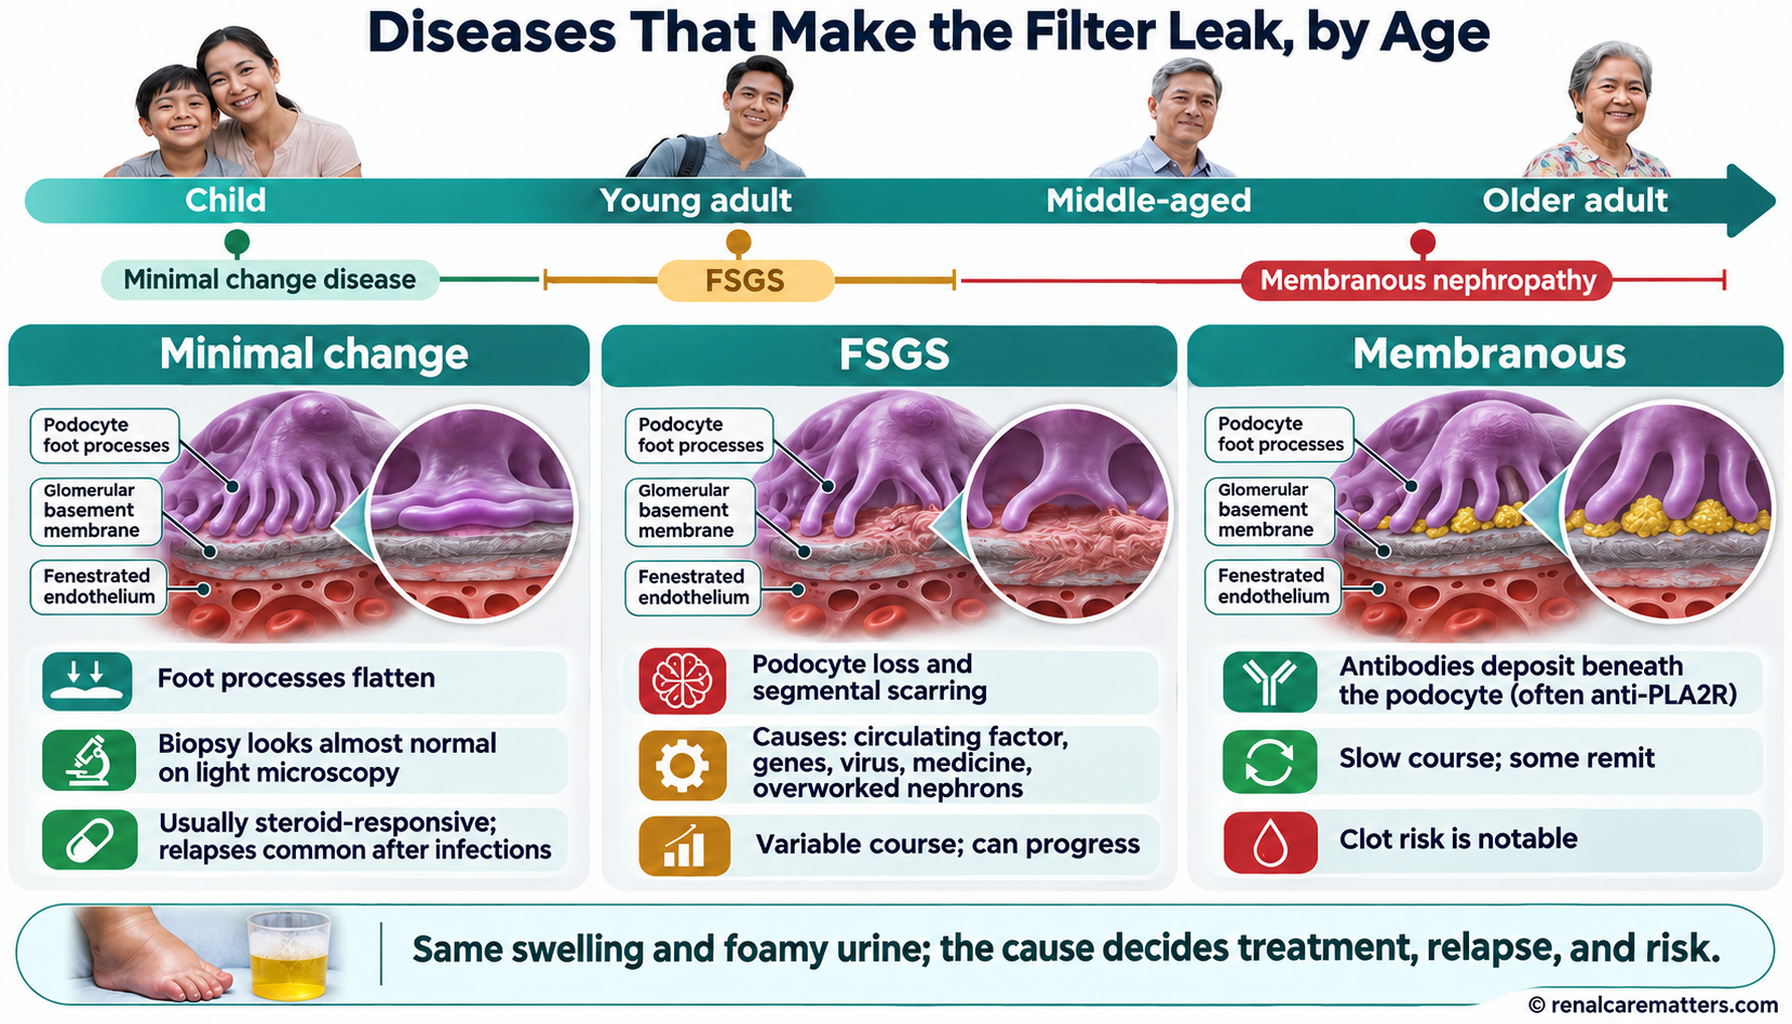 Diseases That Make the Filter Leak, by Age
Child
Young adult
Middle-aged
Older adult
Minimal change disease
FSGS
Membranous nephropathy
Minimal change
Podocyte
foot processes
Glomerular
basement
membrane
Fenestrated
endothelium
Foot processes flatten
Biopsy looks almost normal
on light microscopy
Usually steroid-responsive;
relapses common after infections
FSGS
Podocyte
foot processes
Glomerular
basement
membrane
Fenestrated
endothelium
Podocyte loss and
segmental scarring
Causes: circulating factor,
genes, virus, medicine,
overworked nephrons
Variable course; can progress
Membranous
Podocyte
foot processes
Glomerular
basement
membrane
Fenestrated
endothelium
Antibodies deposit beneath
the podocyte (often anti-PLA2R)
Slow course; some remit
Clot risk is notable
Same swelling and foamy urine; the cause decides treatment, relapse, and risk.
© renalcarematters.com